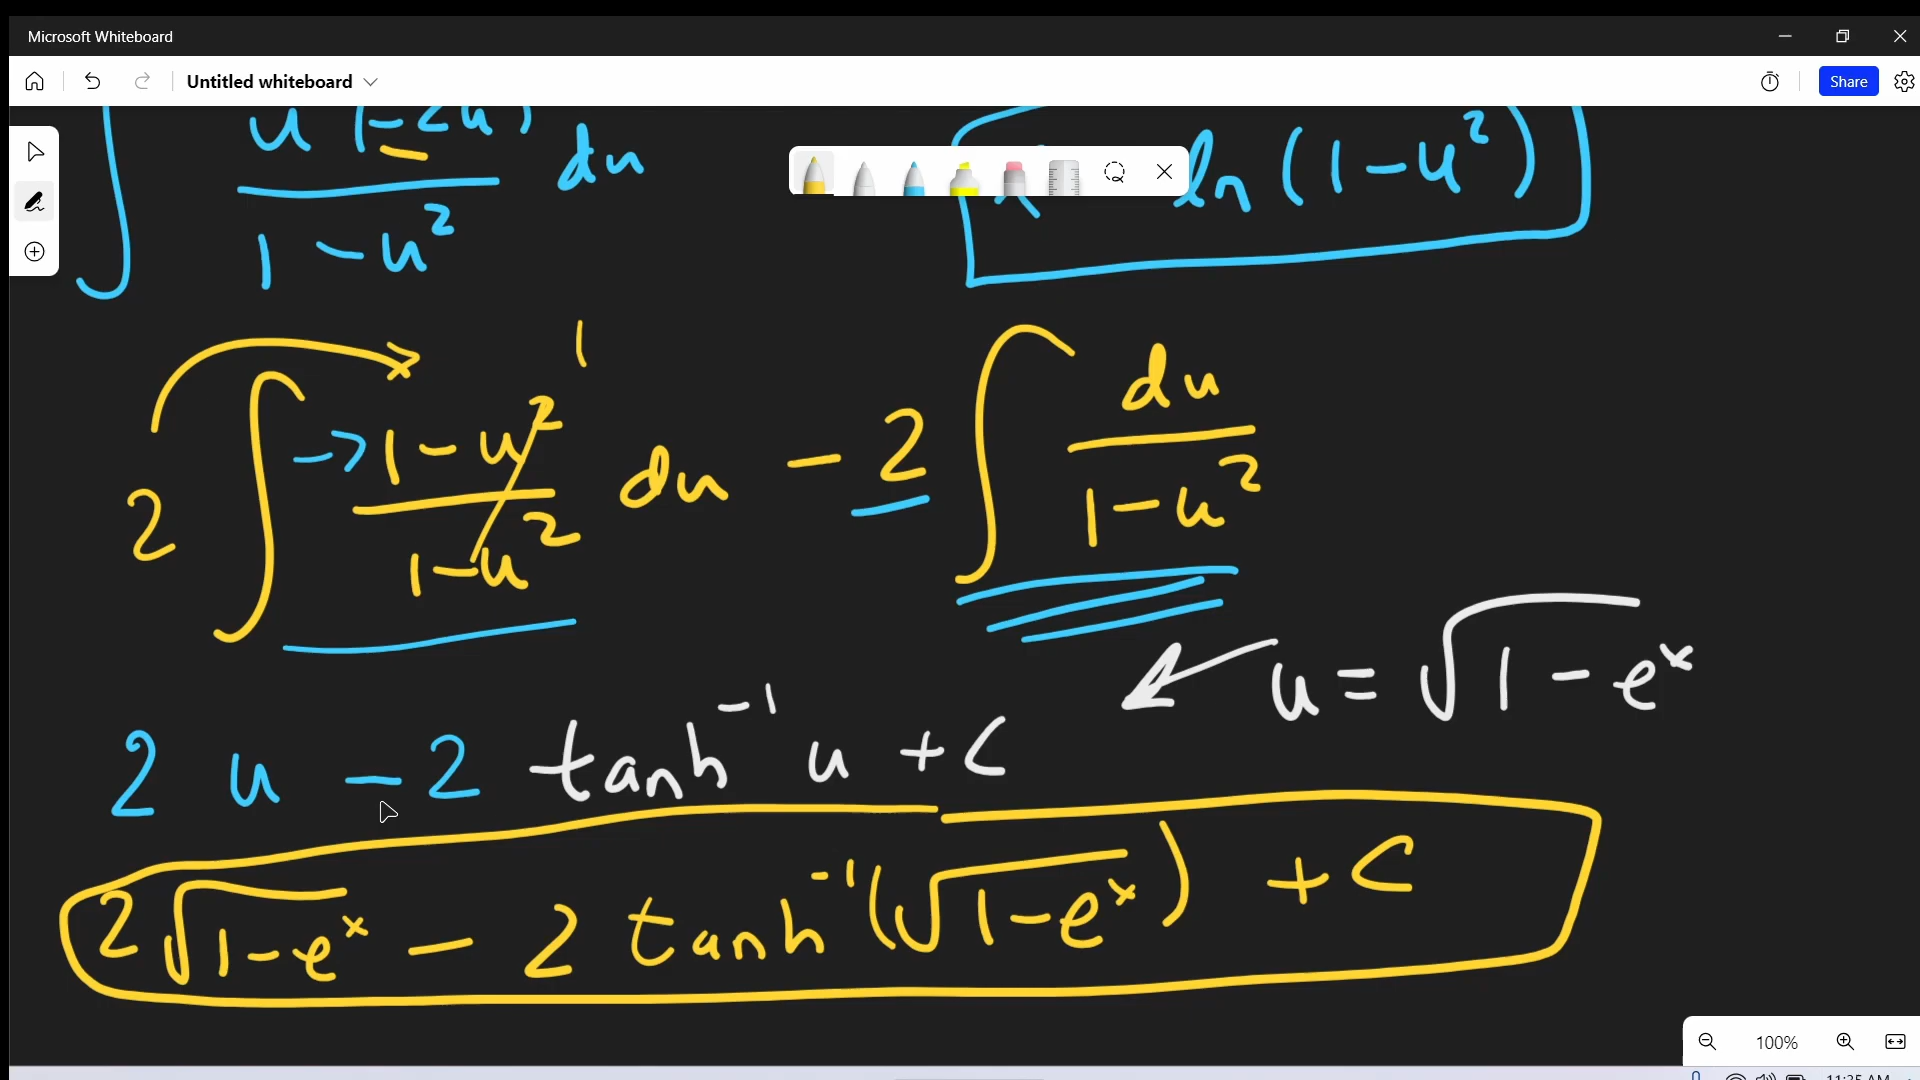 Microsoft Whiteboard
Untitled whiteboard
Share
∫ u(-2u) / (1-u²) du
ln(1-u²)
2 ∫ (1-u²) / (1-u²) du - 2 ∫ du / (1-u²)
1
u = √(1-eˣ)
2 u - 2 tanh⁻¹ u + C
2√(1-eˣ) - 2 tanh⁻¹(√(1-eˣ)) + C
100%